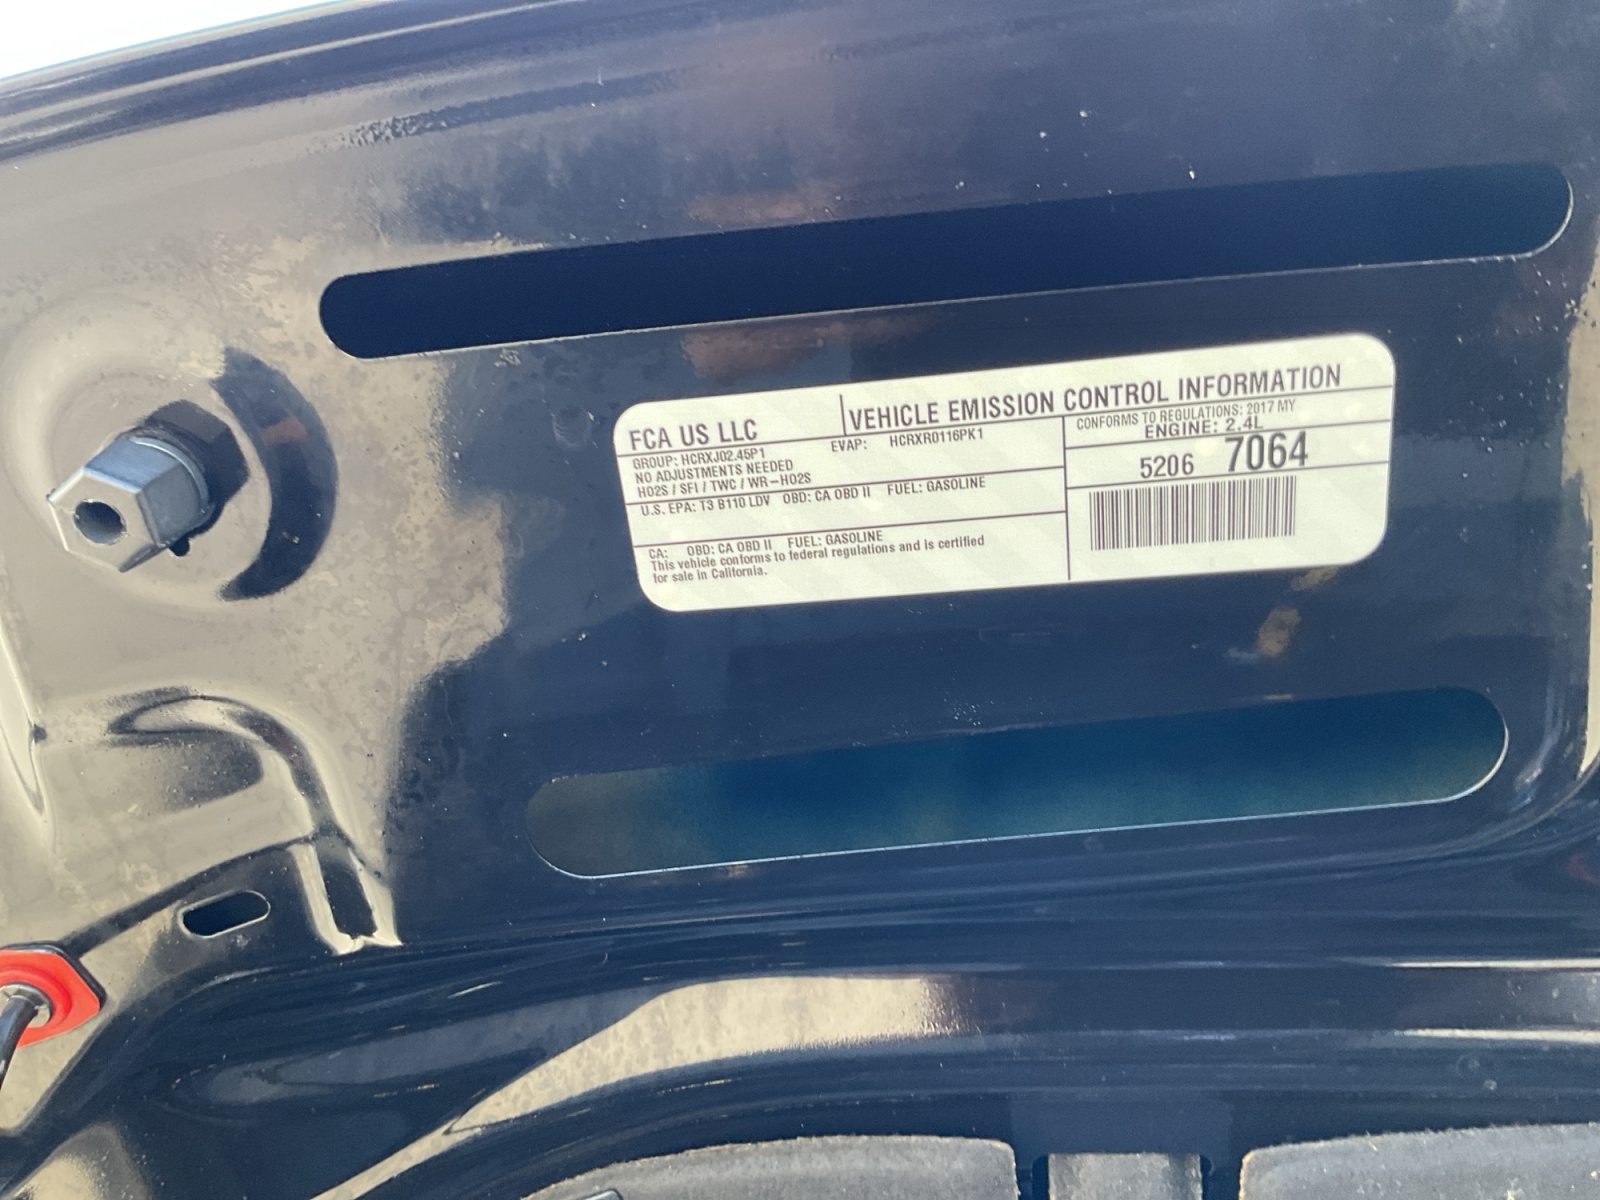 FCA US LLC
VEHICLE EMISSION CONTROL INFORMATION
GROUP: HCRXJ02.45P1
EVAP: HCRXR0116PK1
NO ADJUSTMENTS NEEDED
HO2S / SFI / TWC / WR-HO2S
U.S. EPA: T3 B110 LDV OBD: CA OBD II FUEL: GASOLINE
CA: OBD: CA OBD II FUEL: GASOLINE
This vehicle conforms to federal regulations and is certified
for sale in California.
CONFORMS TO REGULATIONS: 2017 MY
ENGINE: 2.4L
5206 7064